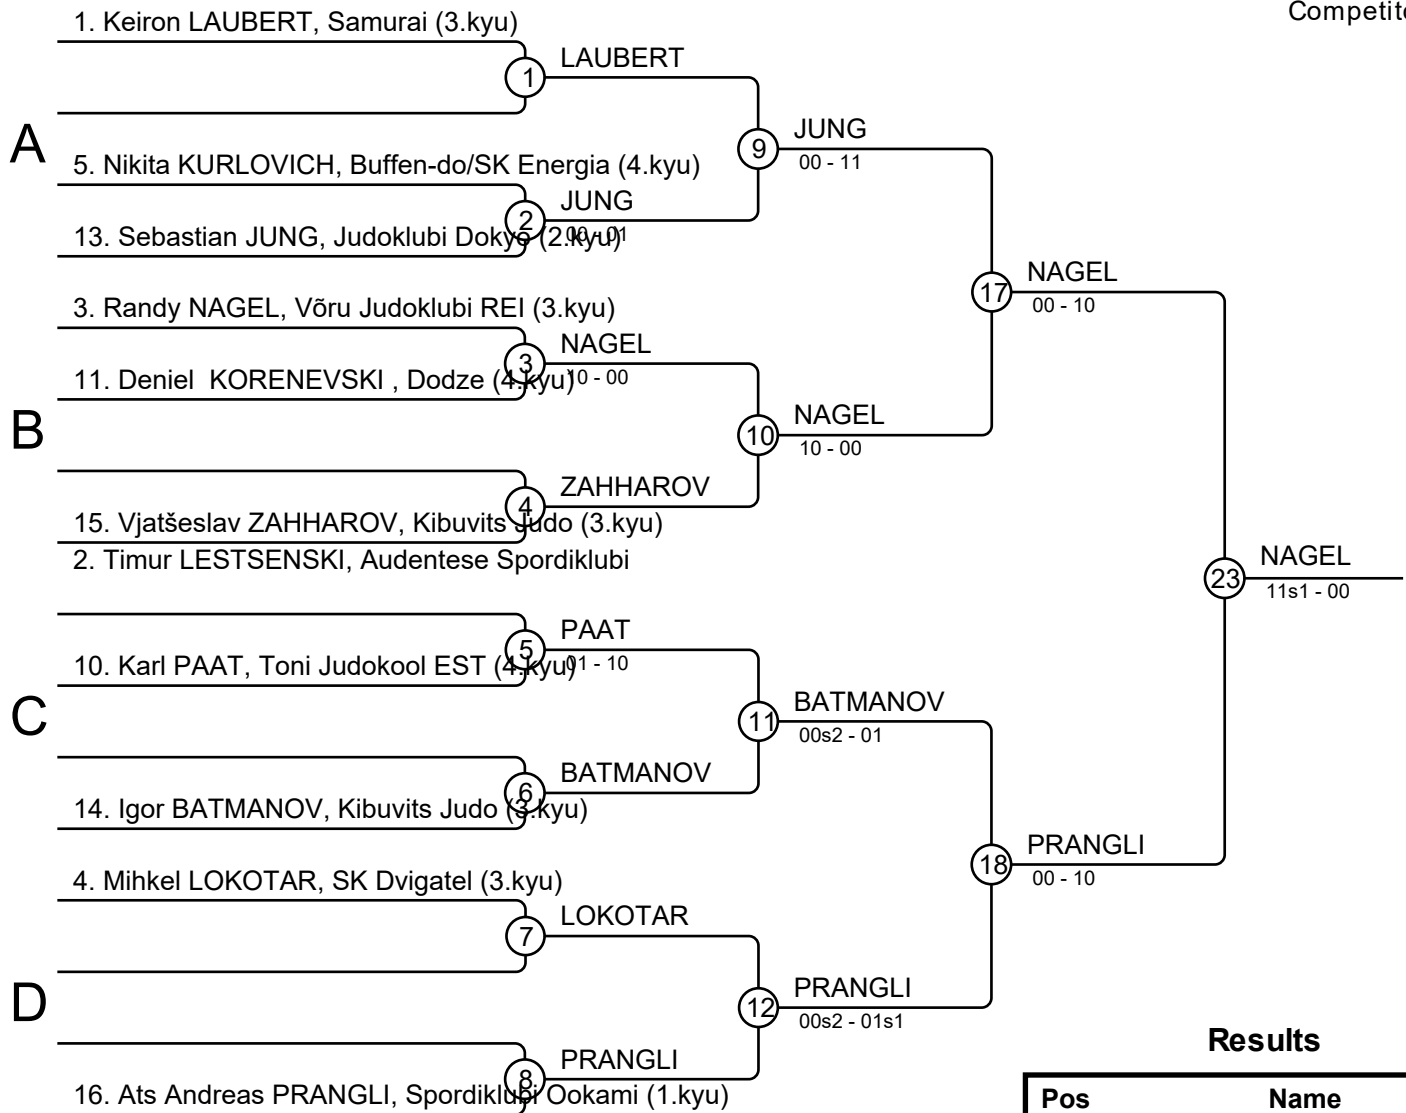 Competit
1. Keiron LAUBERT, Samurai (3.kyu)
1
LAUBERT
A
9
JUNG
00 - 11
5. Nikita KURLOVICH, Buffen-do/SK Energia (4.kyu)
2
JUNG
00 - 01
13. Sebastian JUNG, Judoklubi Dokyo (2.kyu)
17
NAGEL
00 - 10
3. Randy NAGEL, Võru Judoklubi REI (3.kyu)
3
NAGEL
10 - 00
11. Deniel KORENEVSKI , Dodze (4.kyu)
B
10
NAGEL
10 - 00
4
ZAHHAROV
15. Vjatšeslav ZAHHAROV, Kibuvits Judo (3.kyu)
2. Timur LESTSENSKI, Audentese Spordiklubi
23
NAGEL
11s1 - 00
5
PAAT
01 - 10
10. Karl PAAT, Toni Judokool EST (4.kyu)
C
11
BATMANOV
00s2 - 01
6
BATMANOV
14. Igor BATMANOV, Kibuvits Judo (3.kyu)
18
PRANGLI
00 - 10
4. Mihkel LOKOTAR, SK Dvigatel (3.kyu)
7
LOKOTAR
D
12
PRANGLI
00s2 - 01s1
8
PRANGLI
16. Ats Andreas PRANGLI, Spordiklubi Ookami (1.kyu)
Results
Pos Name